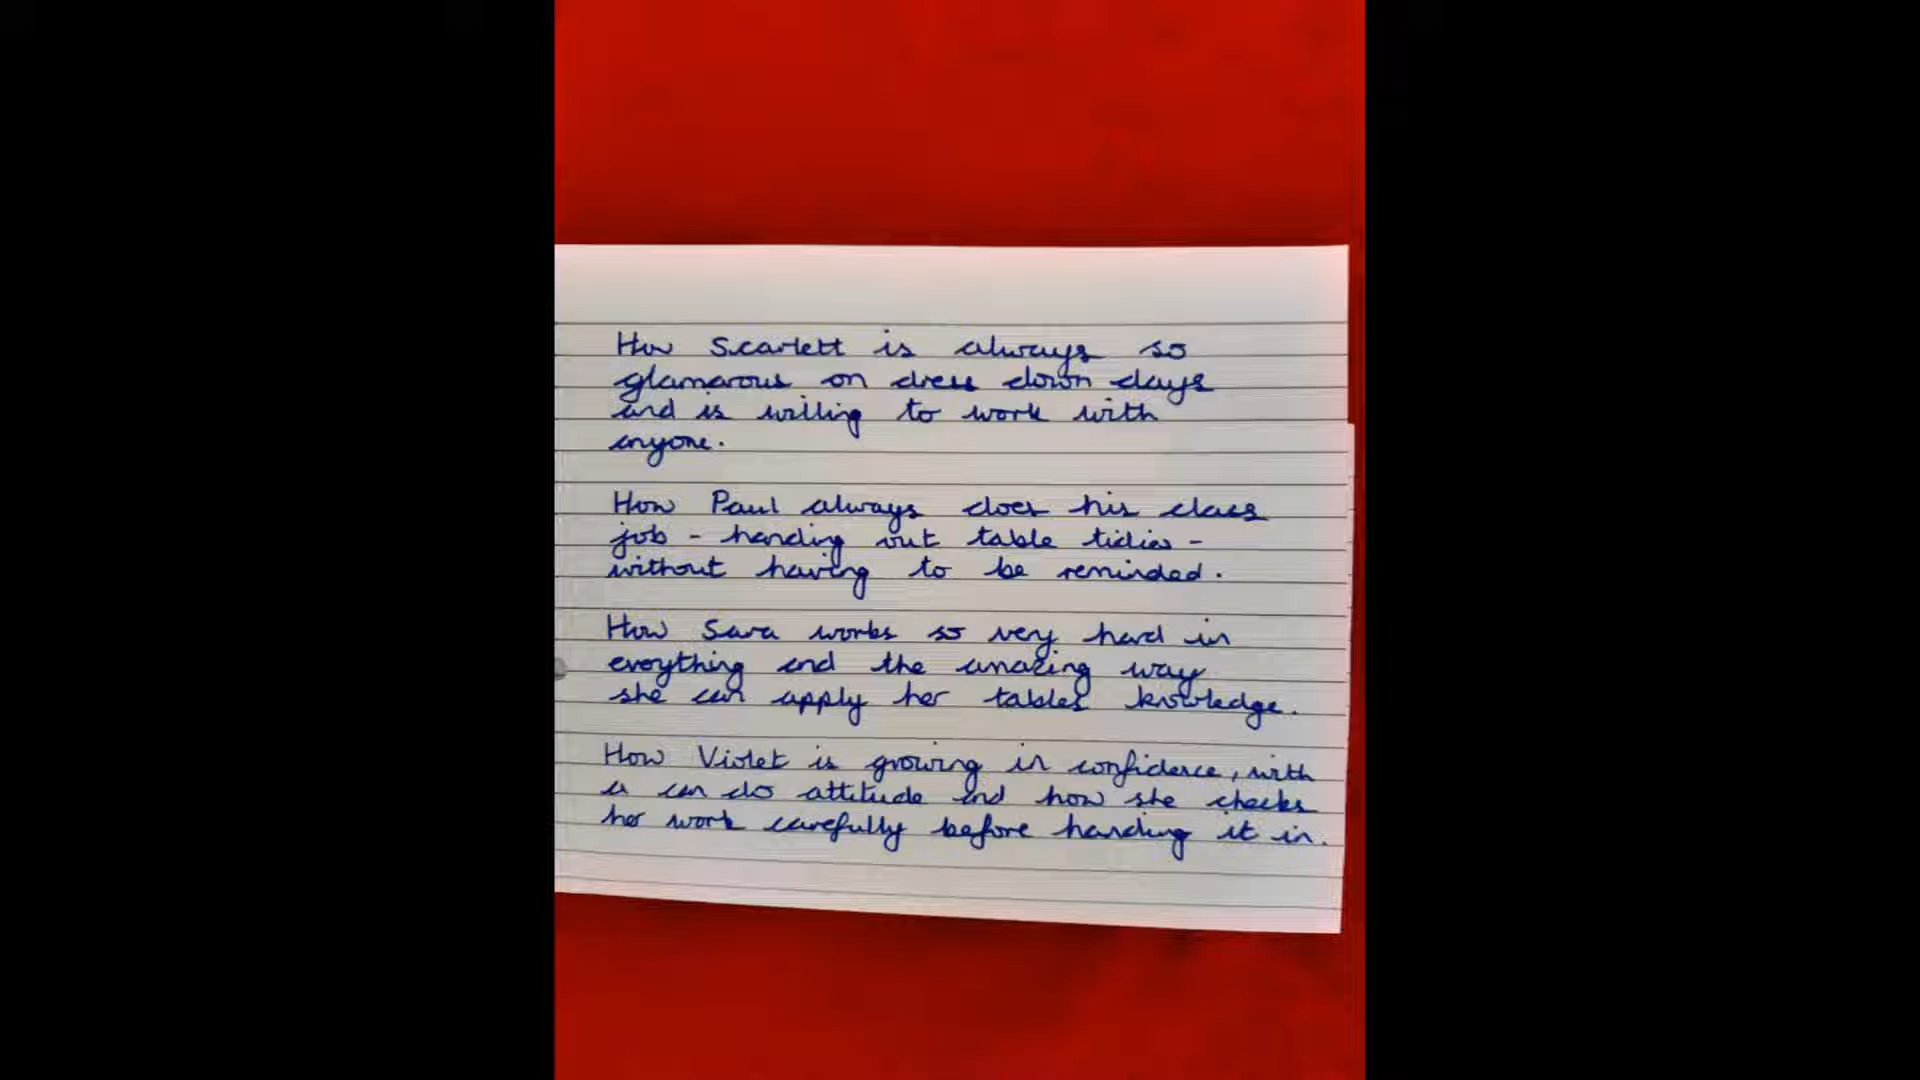 How Scarlett is always so
glamarous on dress down days
and is willing to work with
anyone.
How Paul always does his class
job - handing out table tidies -
without having to be reminded.
How Sara works so very hard in
everything and the amazing way
she can apply her tables knowledge.
How Violet is growing in confidence, with
a can do attitude and how she checks
her work carefully before handing it in.